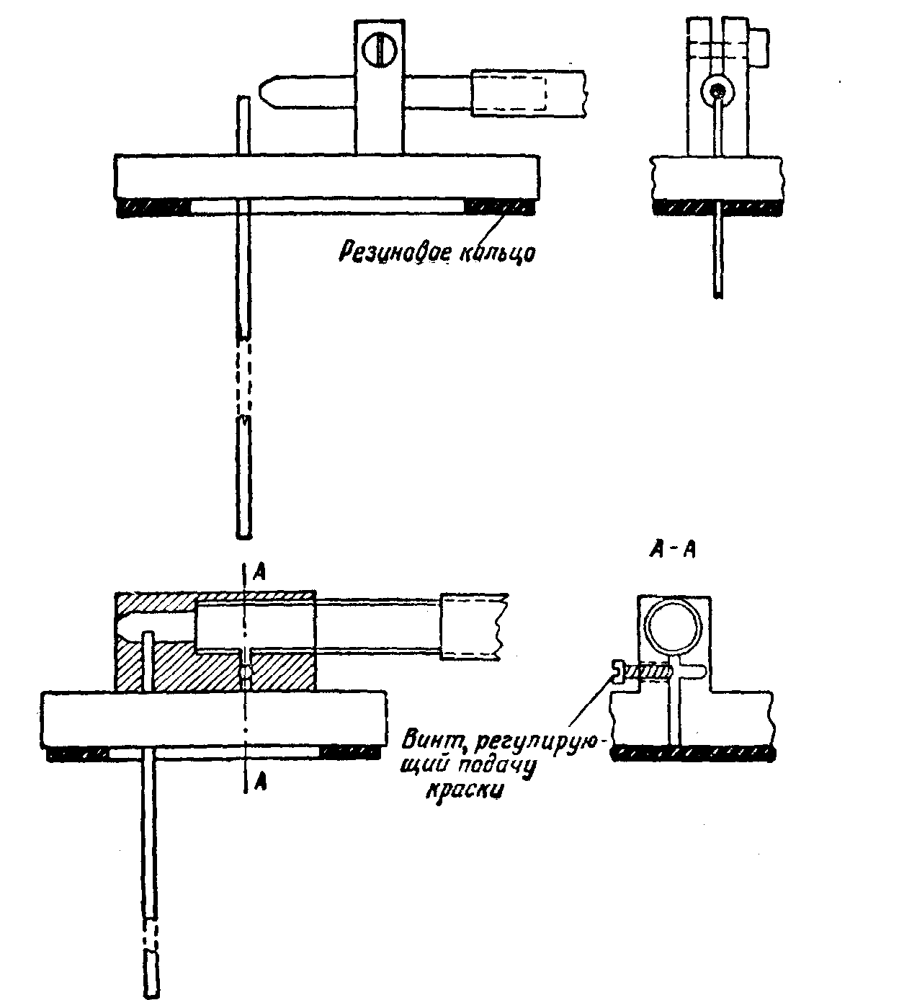 Резиновое кольцо
А - А
А
Винт, регулирую-
щий подачу
краски
А